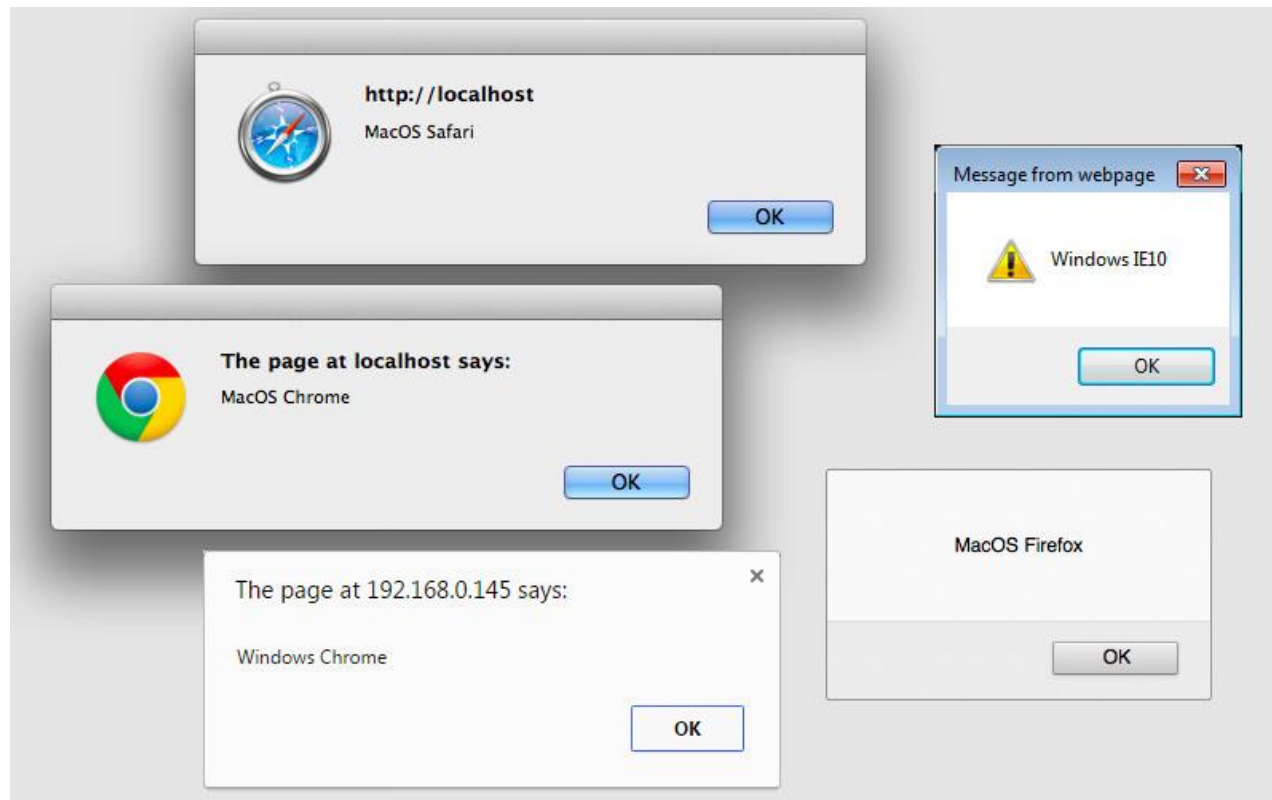 http://localhost
MacOS Safari
OK
Message from webpage
Windows IE10
OK
The page at localhost says:
MacOS Chrome
OK
MacOS Firefox
OK
The page at 192.168.0.145 says:
Windows Chrome
OK